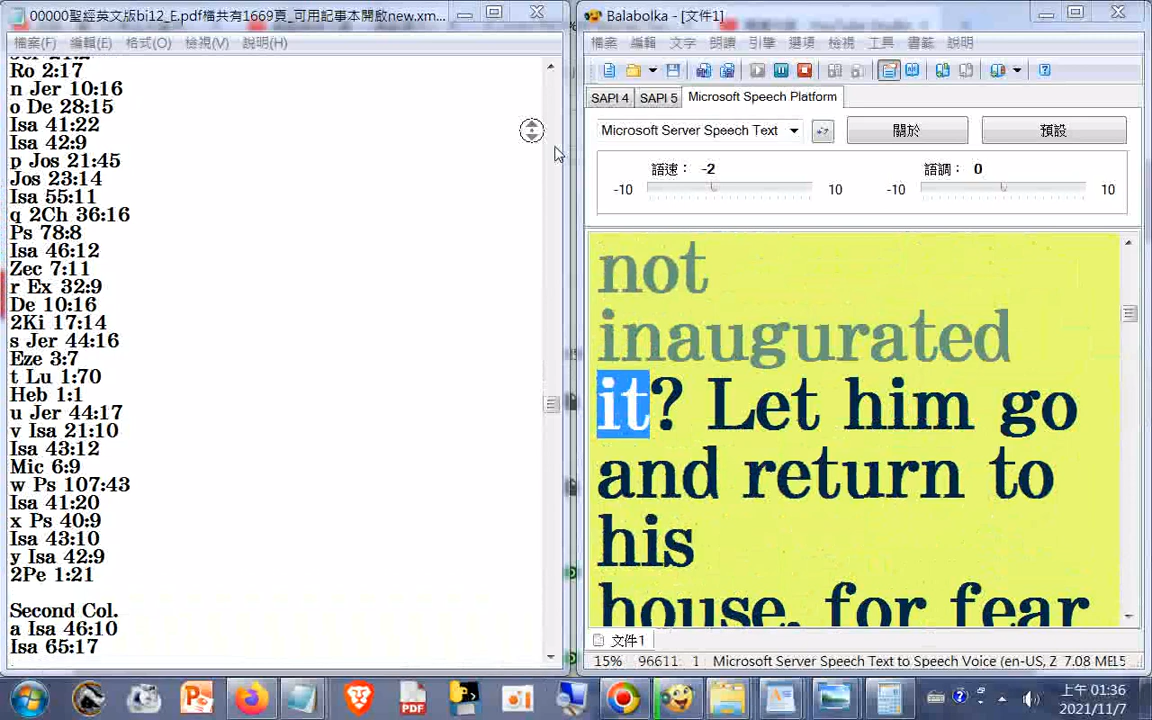 00000聖經英文版bi12_E.pdf檔共有1669頁_可用記事本開啟new.xm...
檔案(F) 編輯(E) 格式(O) 檢視(V) 說明(H)
Ro 2:17
n Jer 10:16
o De 28:15
Isa 41:22
Isa 42:9
p Jos 21:45
Jos 23:14
Isa 55:11
q 2Ch 36:16
Ps 78:8
Isa 46:12
Zec 7:11
r Ex 32:9
De 10:16
2Ki 17:14
s Jer 44:16
Eze 3:7
t Lu 1:70
Heb 1:1
u Jer 44:17
v Isa 21:10
Isa 43:12
Mic 6:9
w Ps 107:43
Isa 41:20
x Ps 40:9
Isa 43:10
y Isa 42:9
2Pe 1:21
Second Col.
a Isa 46:10
Isa 65:17
Balabolka - [文件1]
檔案 編輯 文字 朗讀 引擎 選項 檢視 工具 書籤 說明
SAPI 4 SAPI 5 Microsoft Speech Platform
Microsoft Server Speech Text 關於 預設
語速： -2 語調： 0
-10 10 -10 10
not
inaugurated
it? Let him go
and return to
his
house, for fear
文件1
15% 96611: 1 Microsoft Server Speech Text to Speech Voice (en-US, Z 7.08 МБ
PDF
上午 01:36
2021/11/7